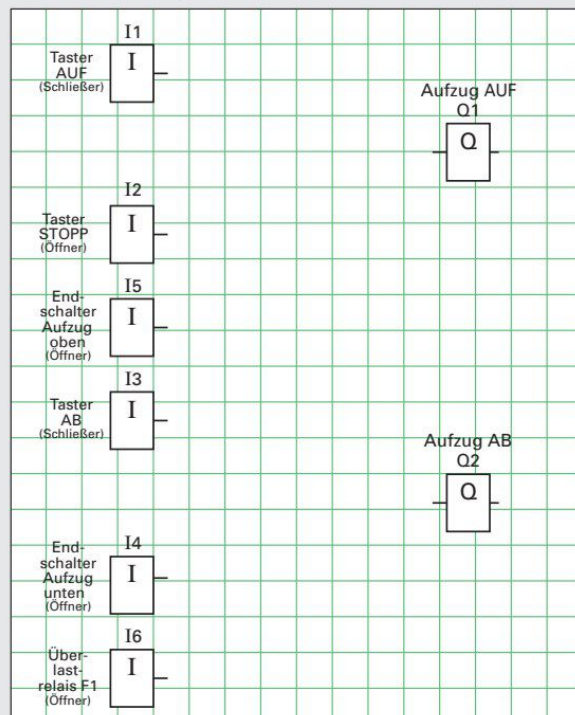 I1
I
Taster
AUF
(Schließer)
Aufzug AUF
Q1
Q
I2
I
Taster
STOPP
(Öffner)
I5
I
End-
schalter
Aufzug
oben
(Öffner)
I3
I
Taster
AB
(Schließer)
Aufzug AB
Q2
Q
I4
I
End-
schalter
Aufzug
unten
(Öffner)
I6
I
Über-
last-
relais F1
(Öffner)